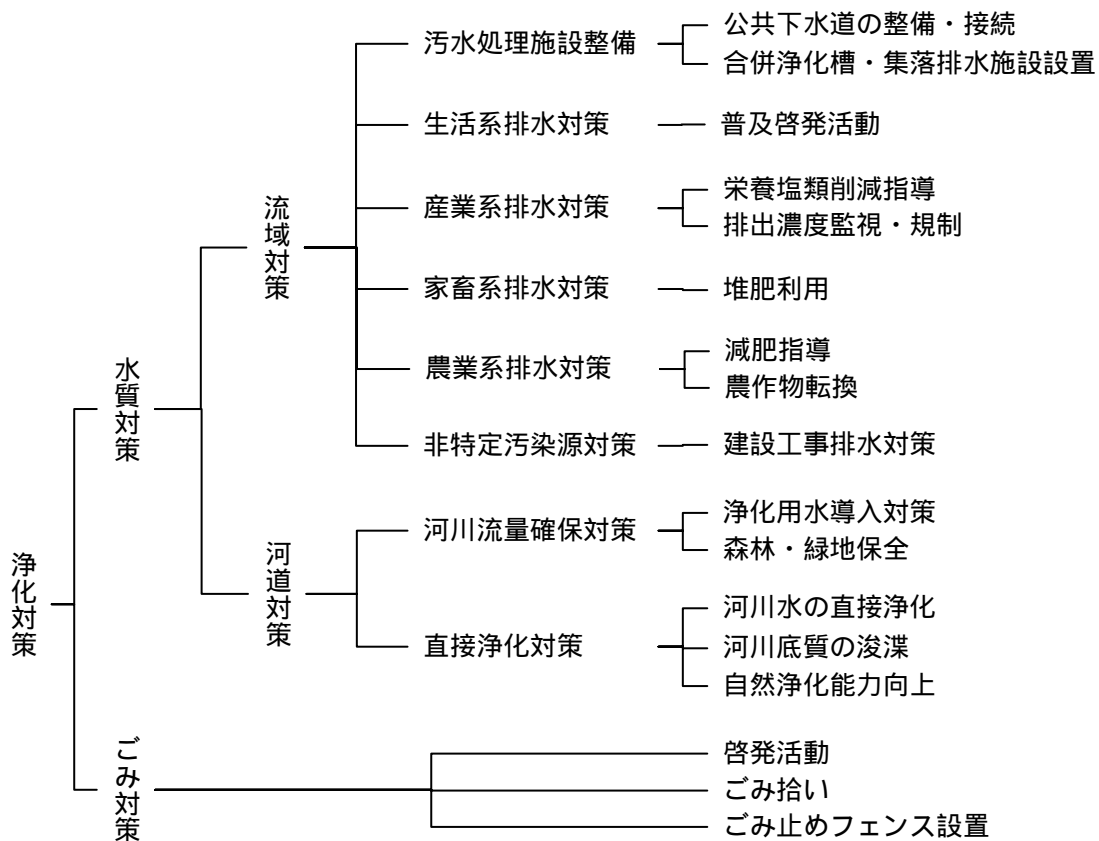 浄化対策
水質対策
流域対策
汚水処理施設整備
公共下水道の整備・接続
合併浄化槽・集落排水施設設置
生活系排水対策
普及啓発活動
産業系排水対策
栄養塩類削減指導
排出濃度監視・規制
家畜系排水対策
堆肥利用
農業系排水対策
減肥指導
農作物転換
非特定汚染源対策
建設工事排水対策
河道対策
河川流量確保対策
浄化用水導入対策
森林・緑地保全
直接浄化対策
河川水の直接浄化
河川底質の浚渫
自然浄化能力向上
ごみ対策
啓発活動
ごみ拾い
ごみ止めフェンス設置